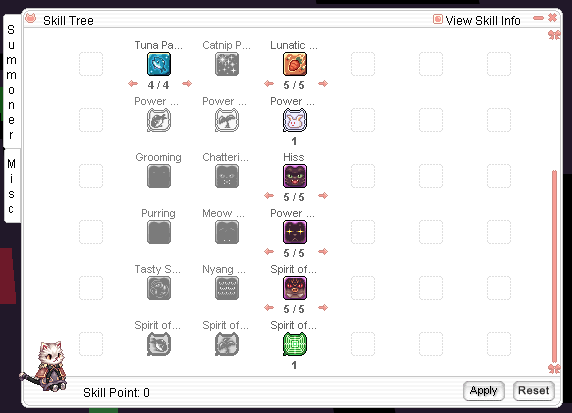 Skill Tree
View Skill Info
Summoner
Misc
Tuna Pa...
Catnip P...
Lunatic ...
4 / 4
5 / 5
Power ...
Power ...
Power ...
1
Grooming
Chatteri...
Hiss
5 / 5
Purring
Meow ...
Power ...
5 / 5
Tasty S...
Nyang ...
Spirit of...
5 / 5
Spirit of...
Spirit of...
Spirit of...
1
Skill Point: 0
Apply
Reset